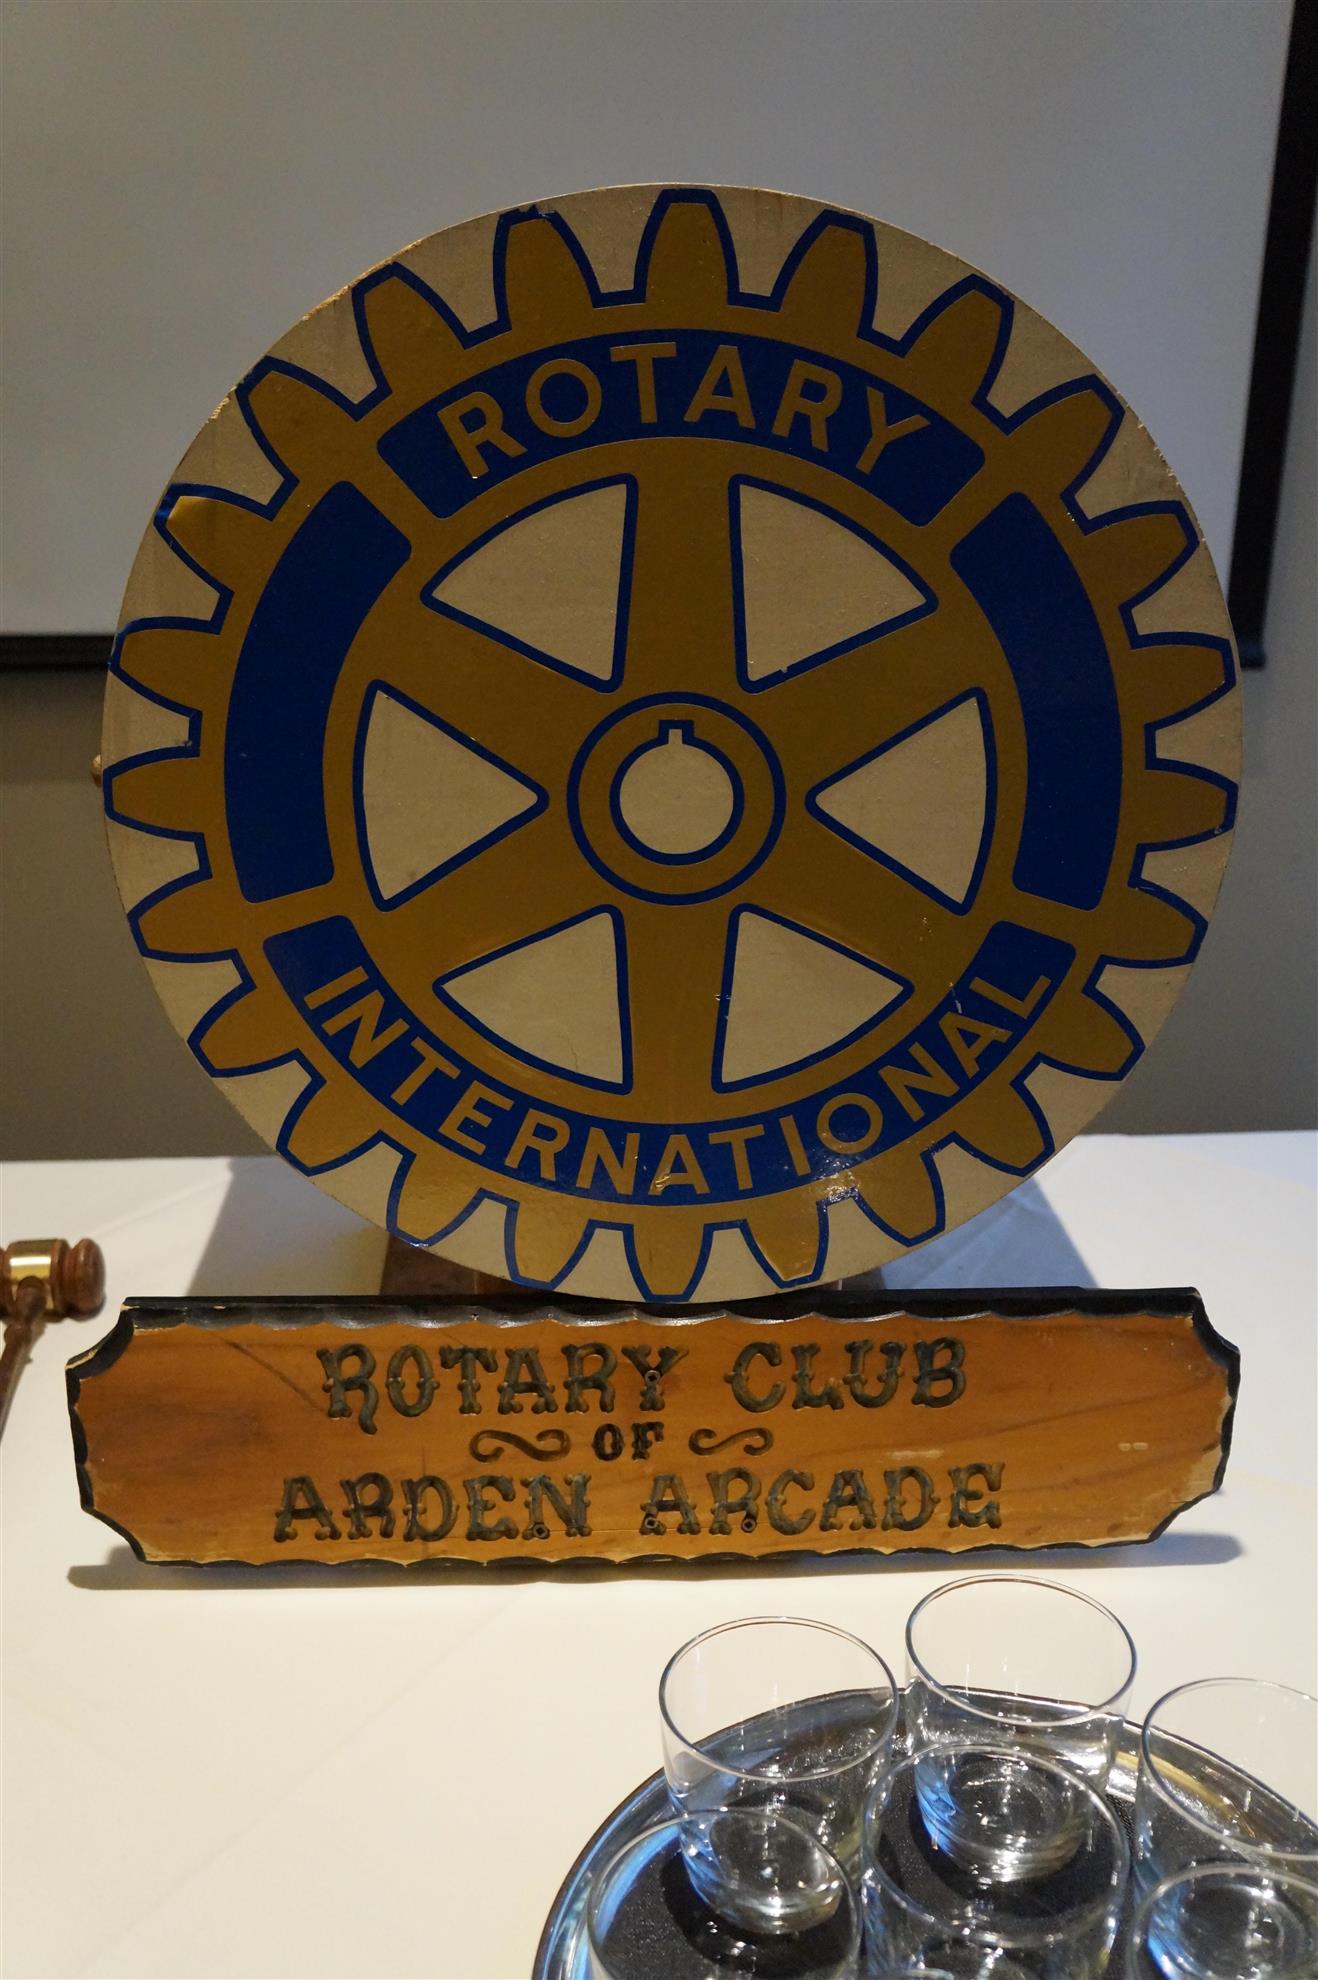 ROTARY
INTERNATIONAL
ROTARY CLUB
OF
ARDEN ARCADE